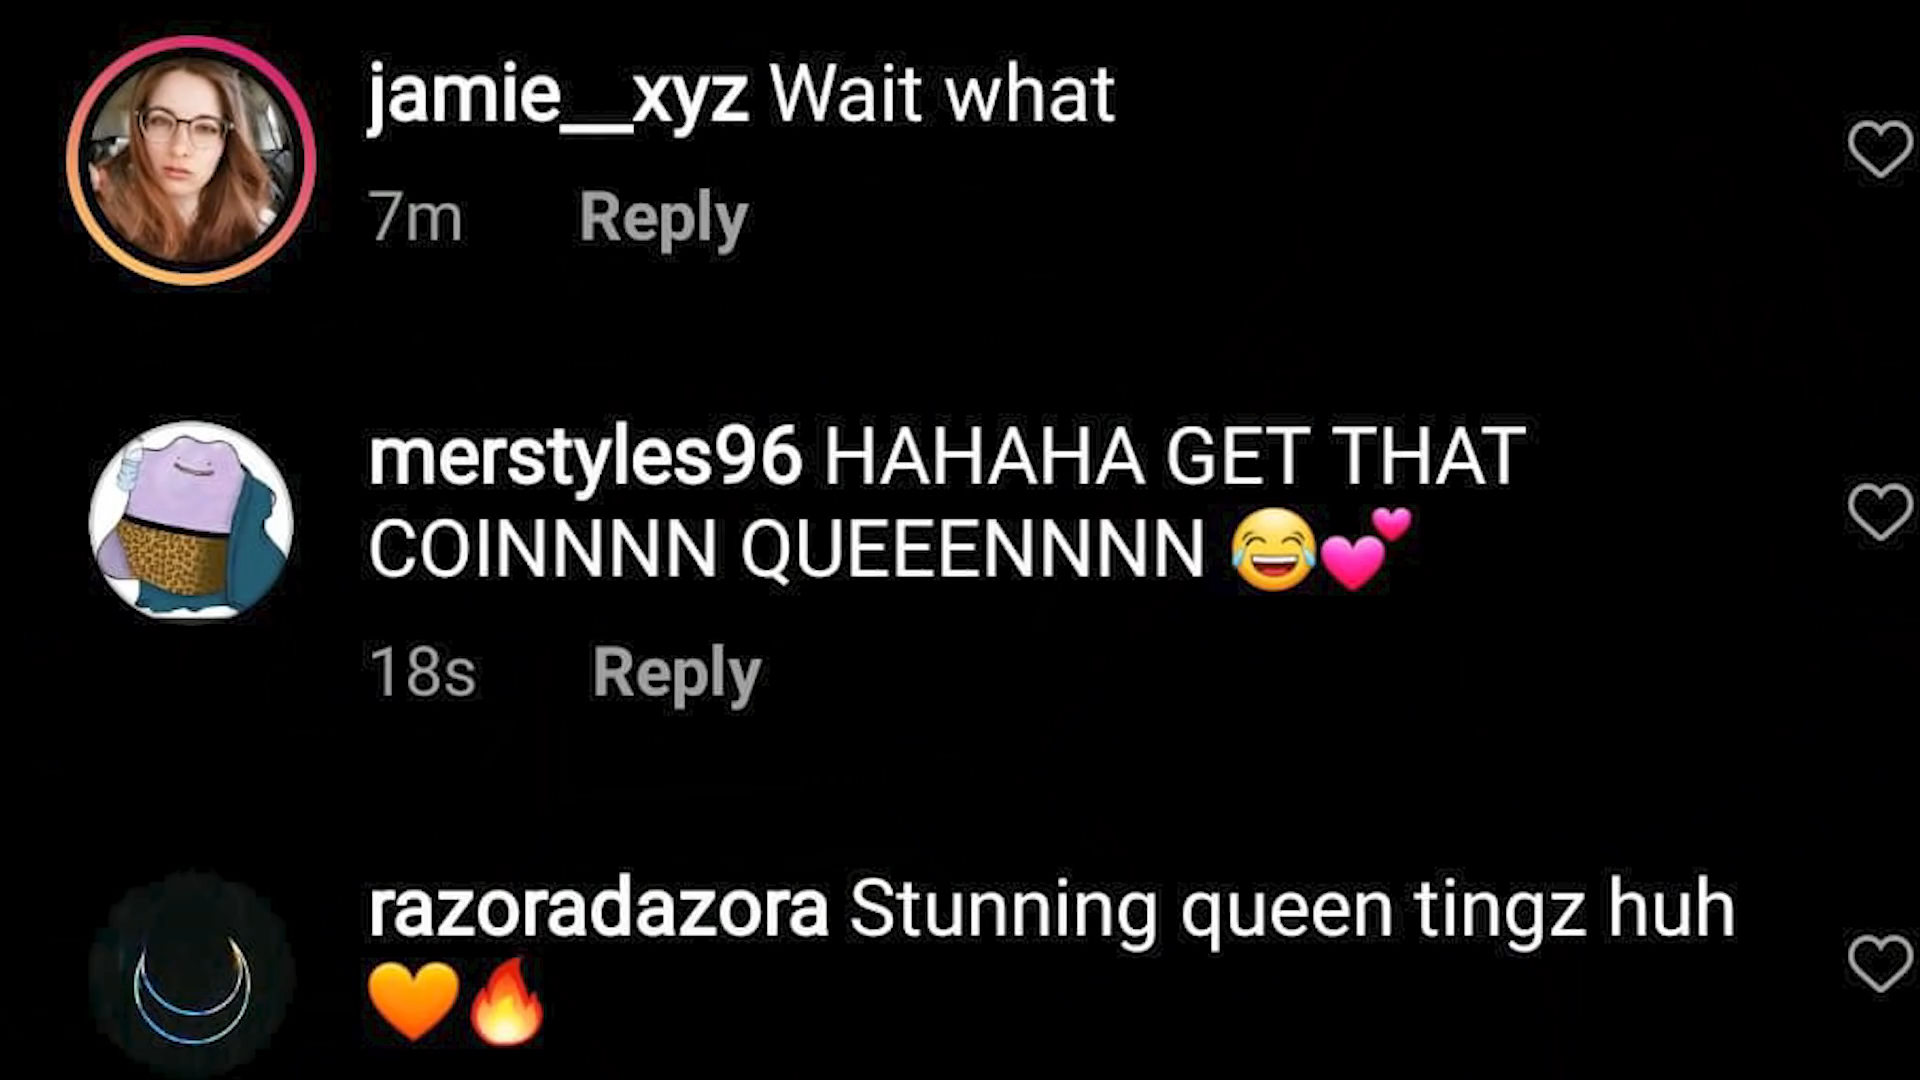 jamie__xyz Wait what
7m Reply
merstyles96 HAHAHA GET THAT
COINNNN QUEEENNNN 😂💕
18s Reply
razoradazora Stunning queen tingz huh
🧡🔥